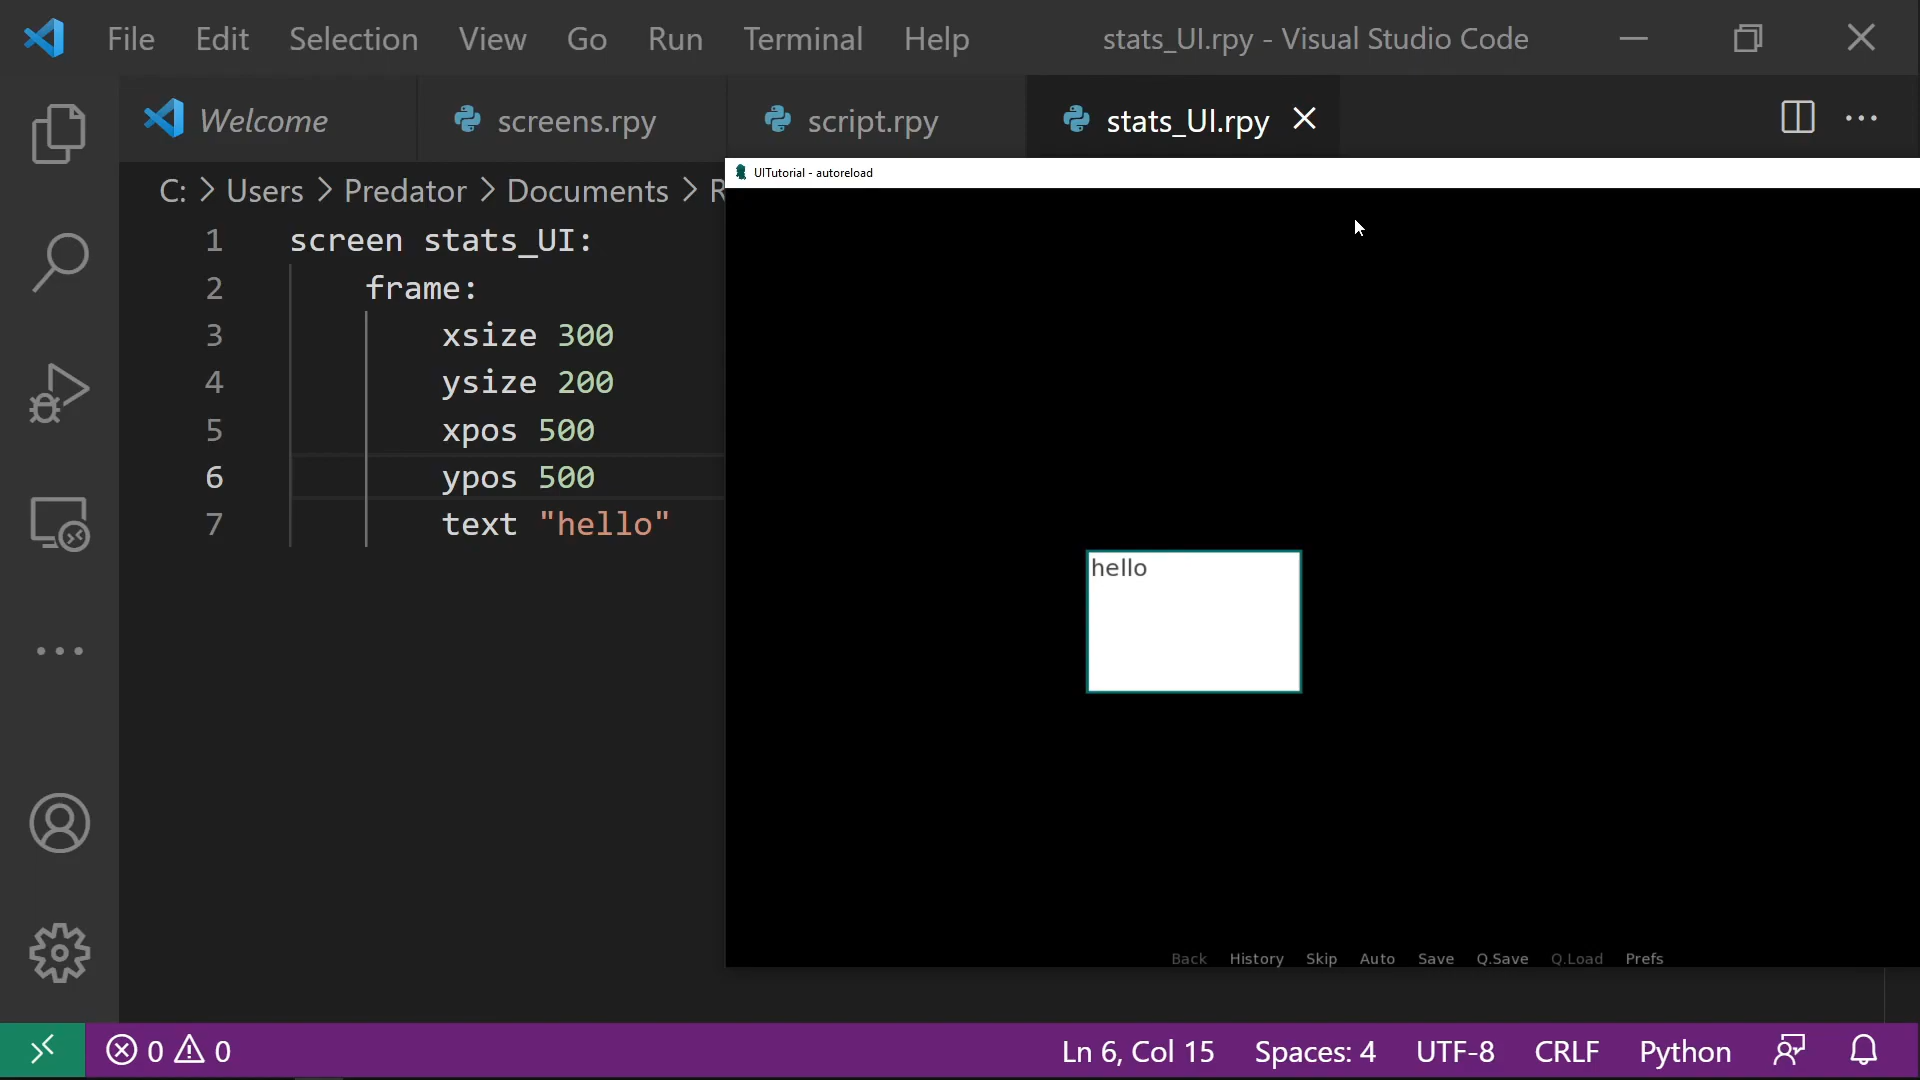 File Edit Selection View Go Run Terminal Help stats_UI.rpy - Visual Studio Code
Welcome screens.rpy script.rpy stats_UI.rpy
C: > Users > Predator > Documents > R
UITutorial - autoreload
1 screen stats_UI:
2 frame:
3 xsize 300
4 ysize 200
5 xpos 500
6 ypos 500
7 text "hello"
hello
Back History Skip Auto Save Q.Save Q.Load Prefs
0 0 Ln 6, Col 15 Spaces: 4 UTF-8 CRLF Python